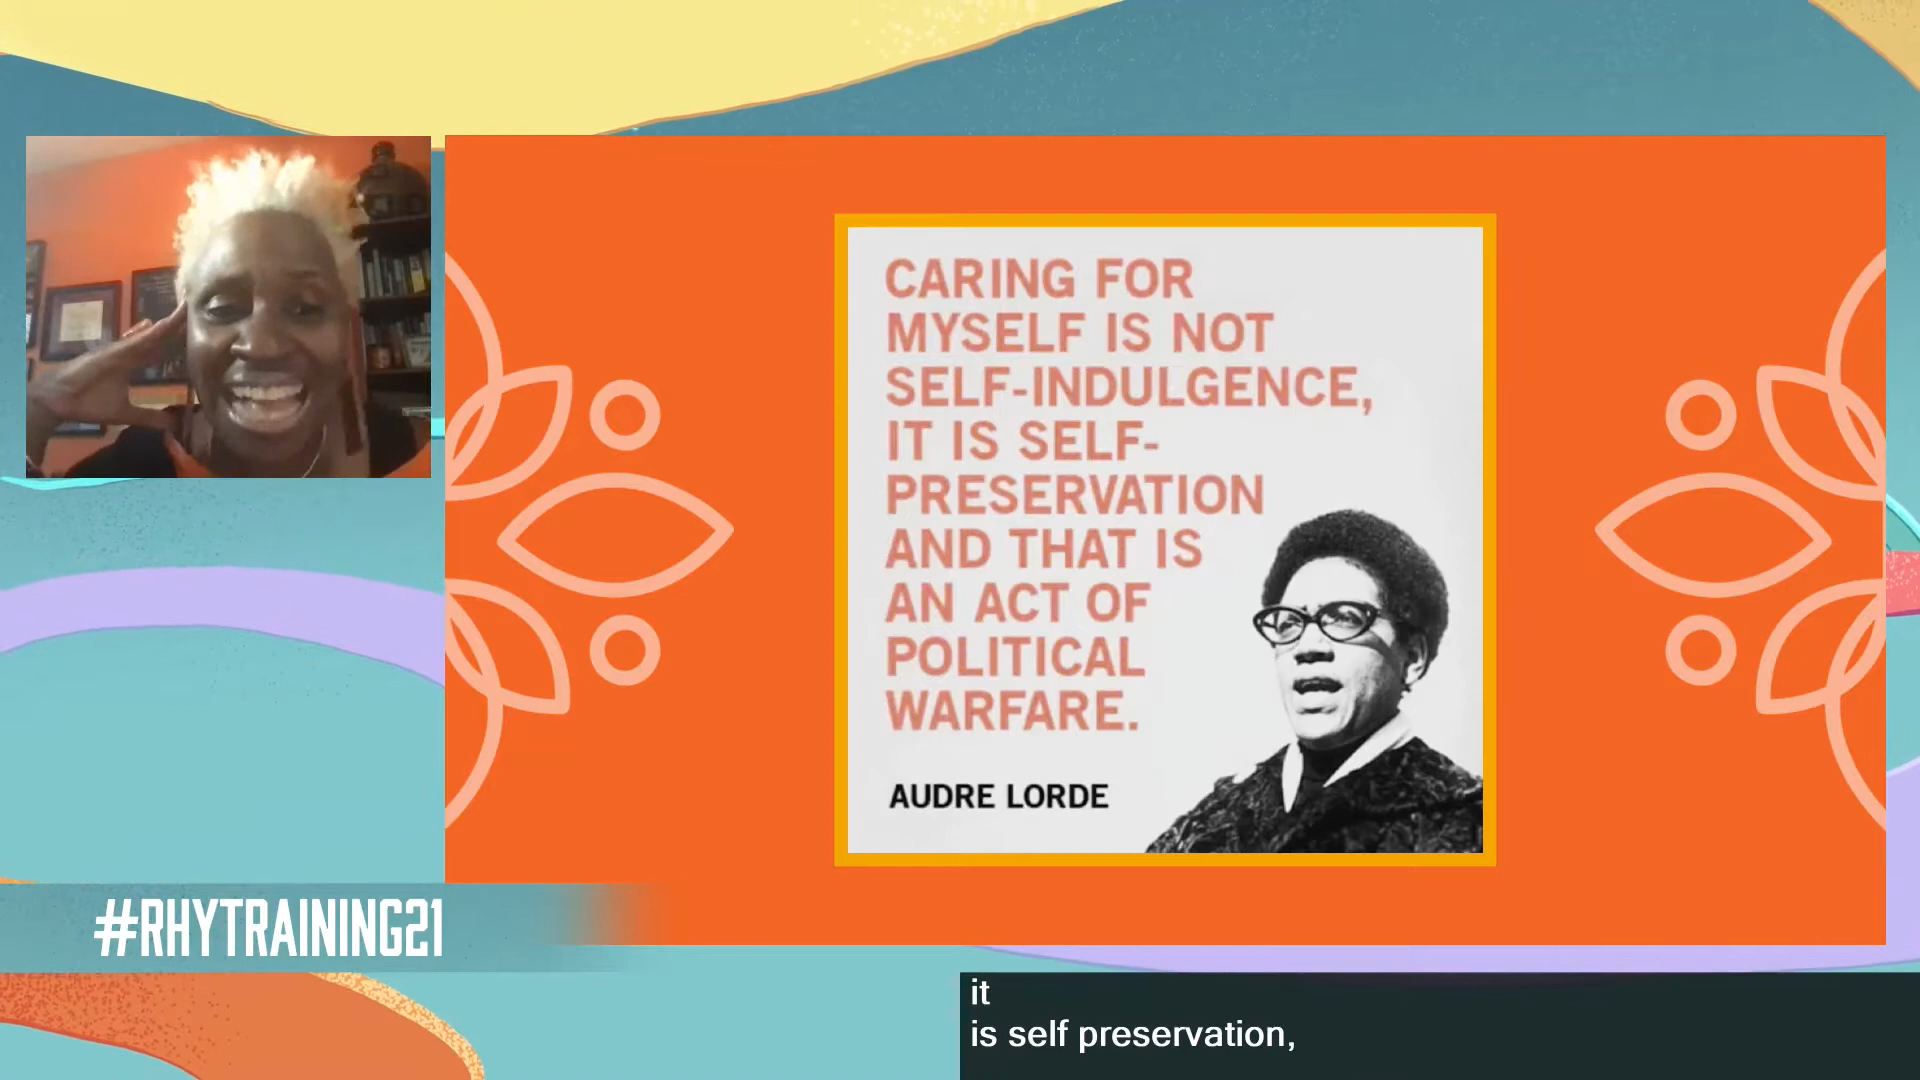 CARING FOR
MYSELF IS NOT
SELF-INDULGENCE,
IT IS SELF-
PRESERVATION
AND THAT IS
AN ACT OF
POLITICAL
WARFARE.
AUDRE LORDE
#RHYTRAINING21
it
is self preservation,